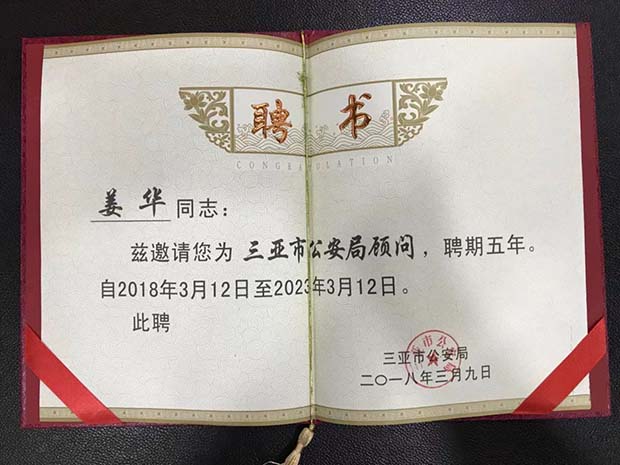 聘书
CONGRATULATION
姜华 同志：
兹邀请您为 三亚市公安局顾问，聘期五年。
自2018年3月12日至2023年3月12日。
此聘
三亚市公安局
二〇一八年三月九日